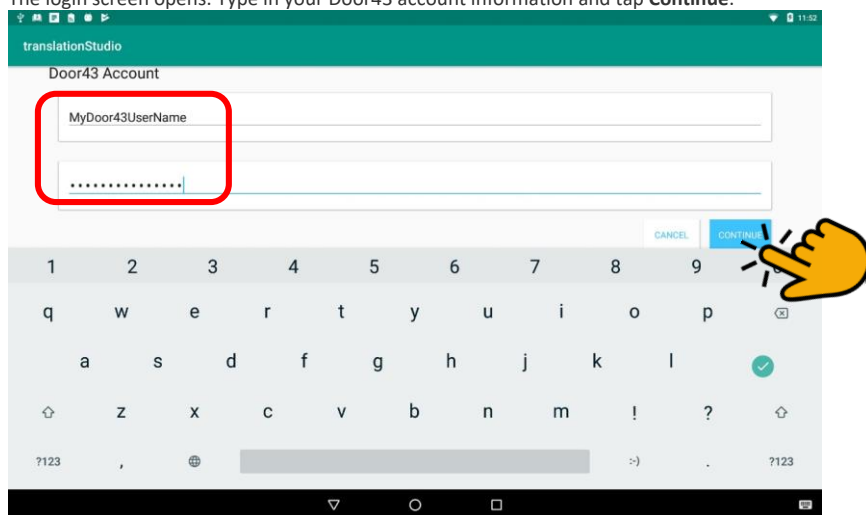 The login screen opens. Type in your Door43 account information and tap Continue.
11:52
translationStudio
Door43 Account
MyDoor43UserName
•••••••••••••••
CANCEL CONTINUE
1 2 3 4 5 6 7 8 9
q w e r t y u i o p
a s d f g h j k l
z x c v b n m ! ?
?123 , :-) . ?123